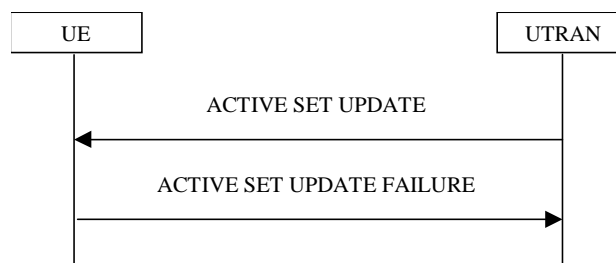 UE
UTRAN
ACTIVE SET UPDATE
ACTIVE SET UPDATE FAILURE